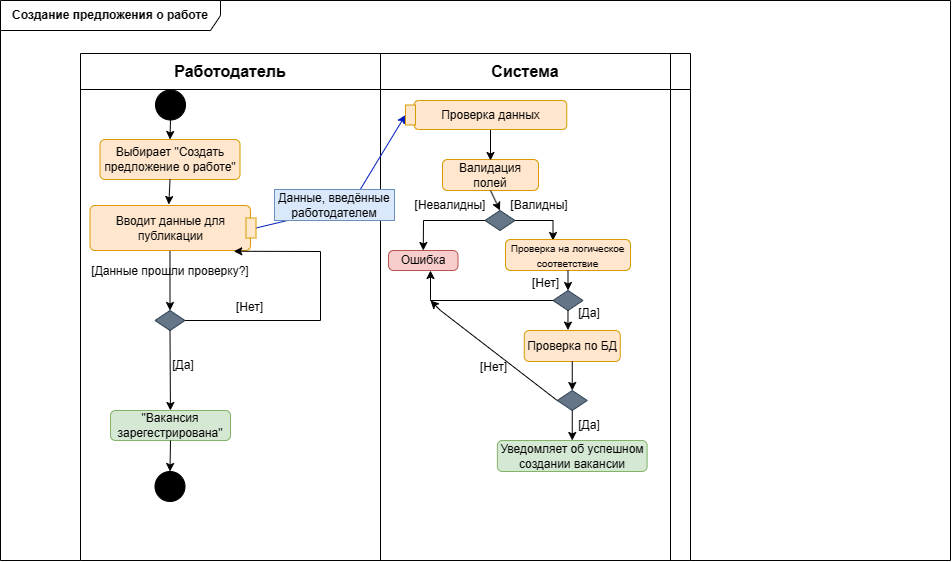 Создание предложения о работе
Работодатель
Система
Выбирает "Создать
предложение о работе"
Вводит данные для
публикации
[Данные прошли проверку?]
[Нет]
[Да]
"Вакансия
зарегестрирована"
Данные, введённые
работодателем
Проверка данных
Валидация
полей
[Невалидны]
[Валидны]
Ошибка
Проверка на логическое
соответствие
[Нет]
[Да]
Проверка по БД
[Нет]
[Да]
Уведомляет об успешном
создании вакансии